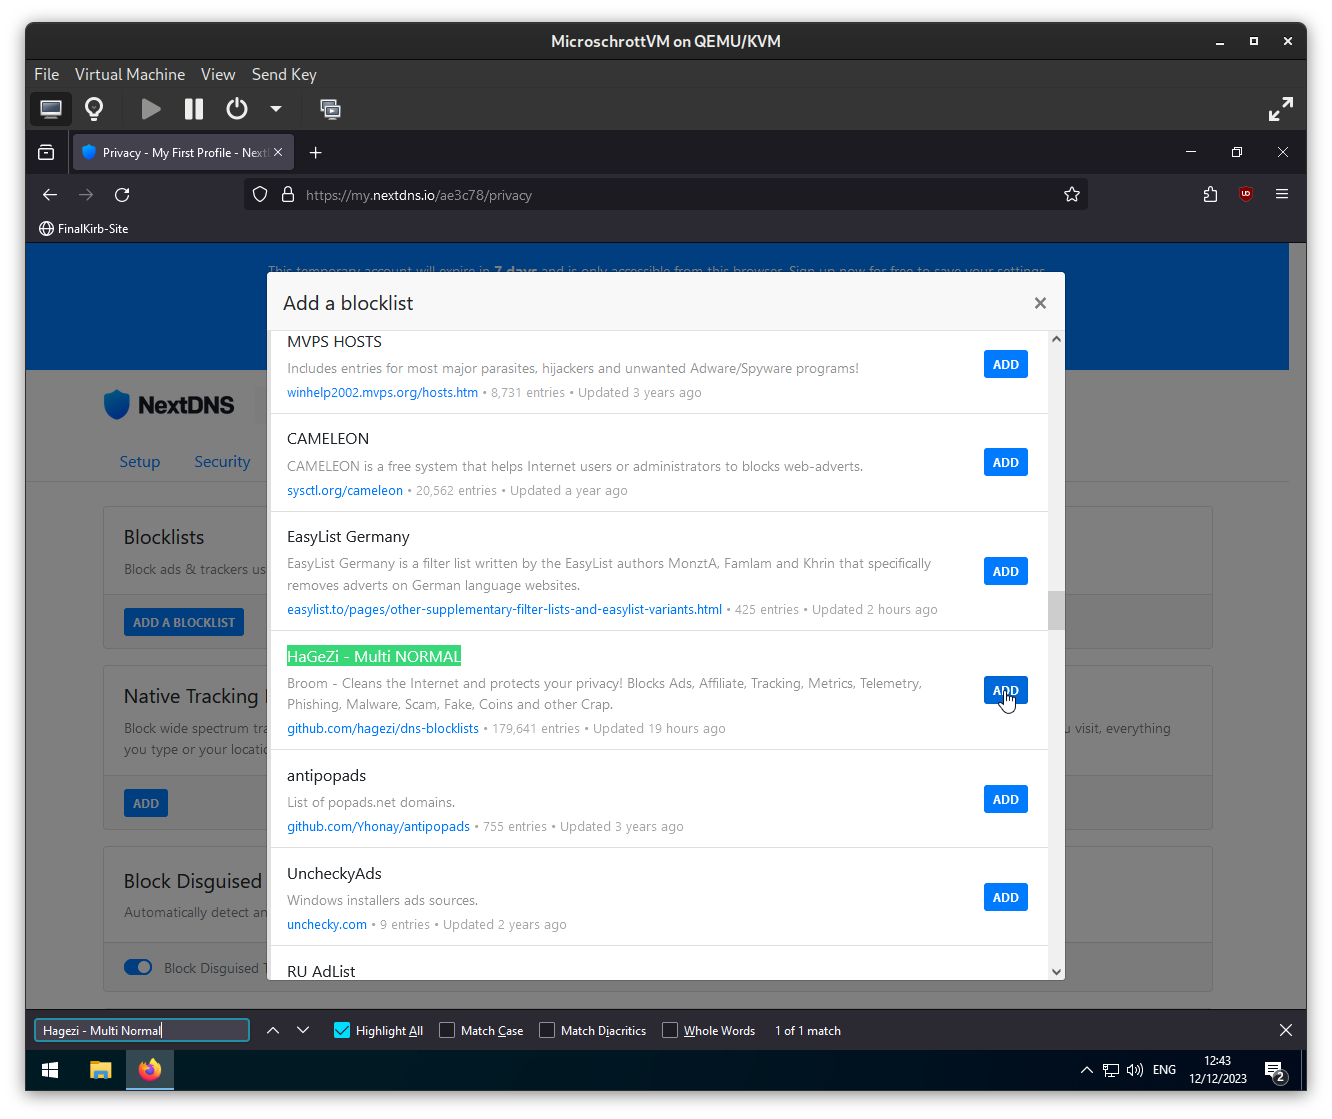 MicroschrottVM on QEMU/KVM
File Virtual Machine View Send Key
Privacy - My First Profile - Next
https://my.nextdns.io/ae3c78/privacy
FinalKirb-Site
This temporary account will expire in 7 days and is only accessible from this browser. Sign up now for free to save your settings.
Add a blocklist
MVPS HOSTS
Includes entries for most major parasites, hijackers and unwanted Adware/Spyware programs!
ADD
winhelp2002.mvps.org/hosts.htm • 8,731 entries • Updated 3 years ago
NextDNS
CAMELEON
Setup Security
CAMELEON is a free system that helps Internet users or administrators to blocks web-adverts.
ADD
sysctl.org/cameleon • 20,562 entries • Updated a year ago
Blocklists
Block ads & trackers us
ADD A BLOCKLIST
EasyList Germany
EasyList Germany is a filter list written by the EasyList authors MonztA, Famlam and Khrin that specifically
removes adverts on German language websites.
ADD
easylist.to/pages/other-supplementary-filter-lists-and-easylist-variants.html • 425 entries • Updated 2 hours ago
HaGeZi - Multi NORMAL
Broom - Cleans the Internet and protects your privacy! Blocks Ads, Affiliate, Tracking, Metrics, Telemetry,
Phishing, Malware, Scam, Fake, Coins and other Crap.
ADD
github.com/hagezi/dns-blocklists • 179,641 entries • Updated 19 hours ago
Native Tracking
Block wide spectrum tra
u visit, everything
you type or your locatio
ADD
antipopads
List of popads.net domains.
ADD
github.com/Yhonay/antipopads • 755 entries • Updated 3 years ago
Block Disguised
Automatically detect an
Block Disguised T
UncheckyAds
Windows installers ads sources.
ADD
unchecky.com • 9 entries • Updated 2 years ago
RU AdList
Hagezi - Multi Normal
Highlight All Match Case Match Diacritics Whole Words 1 of 1 match
ENG
12:43
12/12/2023
2